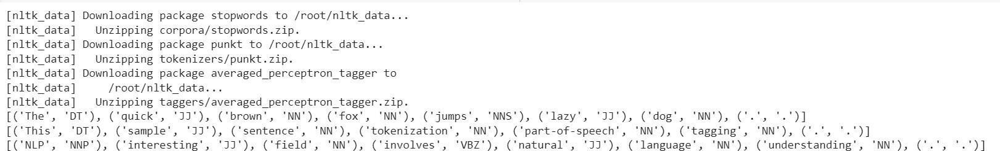 [nltk_data] Downloading package stopwords to /root/nltk_data...
[nltk_data]   Unzipping corpora/stopwords.zip.
[nltk_data] Downloading package punkt to /root/nltk_data...
[nltk_data]   Unzipping tokenizers/punkt.zip.
[nltk_data] Downloading package averaged_perceptron_tagger to
[nltk_data]     /root/nltk_data...
[nltk_data]   Unzipping taggers/averaged_perceptron_tagger.zip.
[('The', 'DT'), ('quick', 'JJ'), ('brown', 'NN'), ('fox', 'NN'), ('jumps', 'NNS'), ('lazy', 'JJ'), ('dog', 'NN'), ('.', '.')]
[('This', 'DT'), ('sample', 'JJ'), ('sentence', 'NN'), ('tokenization', 'NN'), ('part-of-speech', 'NN'), ('tagging', 'NN'), ('.', '.')]
[('NLP', 'NNP'), ('interesting', 'JJ'), ('field', 'NN'), ('involves', 'VBZ'), ('natural', 'JJ'), ('language', 'NN'), ('understanding', 'NN'), ('.', '.')]